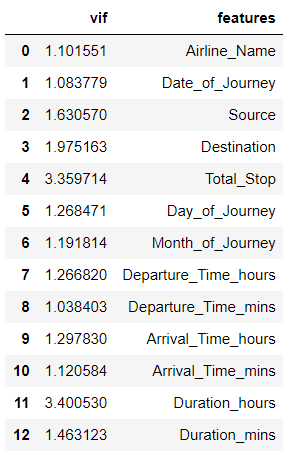 vif features
0 1.101551 Airline_Name
1 1.083779 Date_of_Journey
2 1.630570 Source
3 1.975163 Destination
4 3.359714 Total_Stop
5 1.268471 Day_of_Journey
6 1.191814 Month_of_Journey
7 1.266820 Departure_Time_hours
8 1.038403 Departure_Time_mins
9 1.297830 Arrival_Time_hours
10 1.120584 Arrival_Time_mins
11 3.400530 Duration_hours
12 1.463123 Duration_mins